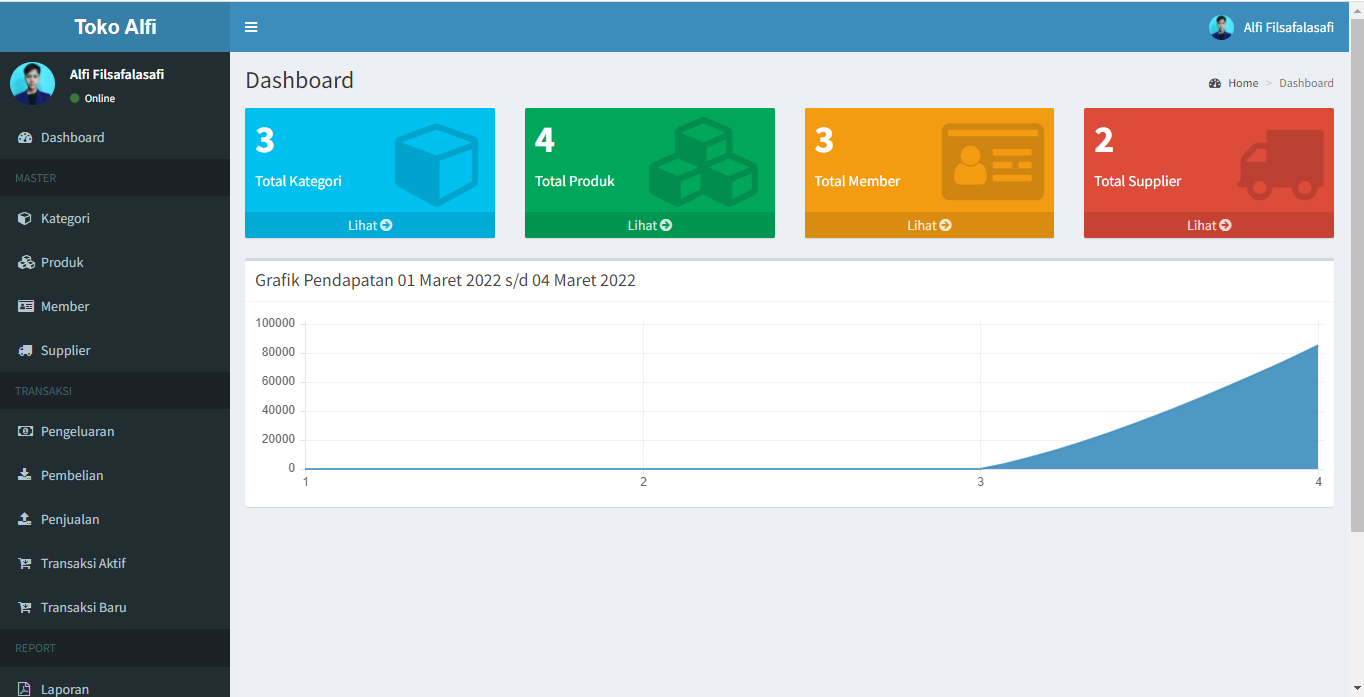 Toko Alfi
Alfi Filsafalasafi
Alfi Filsafalasafi
Online
Dashboard
MASTER
Kategori
Produk
Member
Supplier
TRANSAKSI
Pengeluaran
Pembelian
Penjualan
Transaksi Aktif
Transaksi Baru
REPORT
Laporan
Dashboard
Home > Dashboard
3
Total Kategori
Lihat
4
Total Produk
Lihat
3
Total Member
Lihat
2
Total Supplier
Lihat
Grafik Pendapatan 01 Maret 2022 s/d 04 Maret 2022
100000
80000
60000
40000
20000
0
1 2 3 4